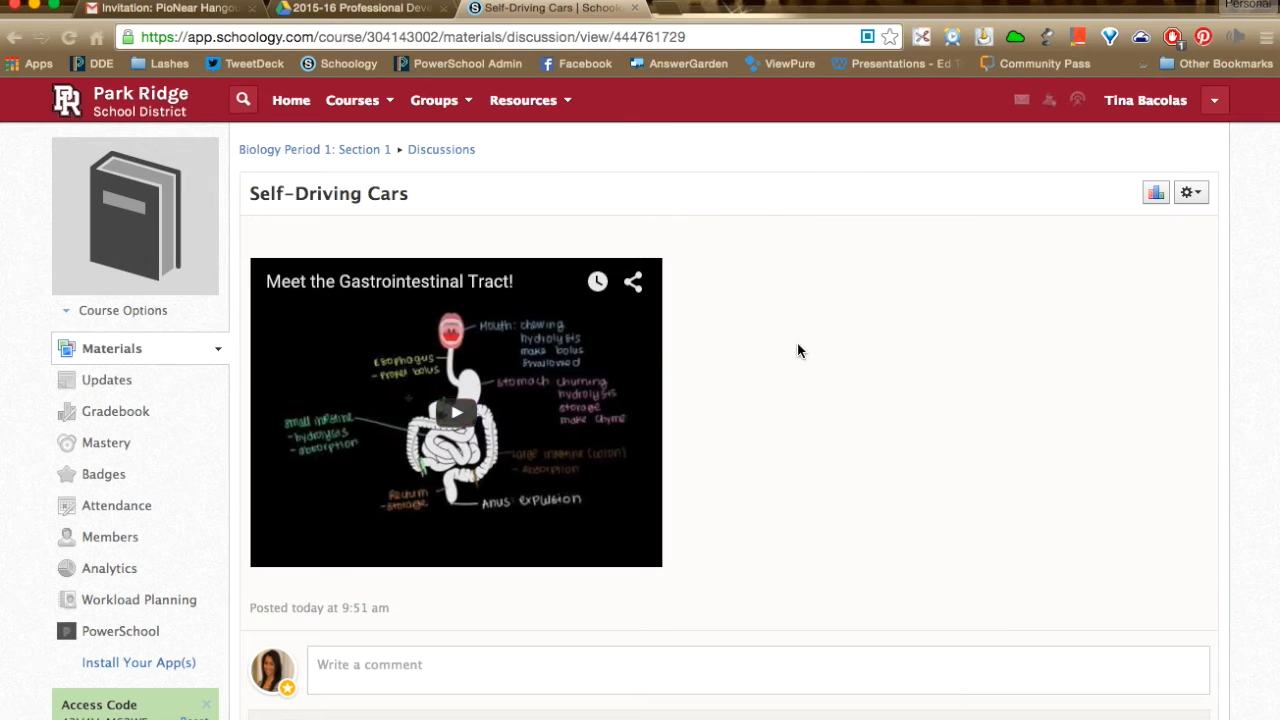 Personal
Invitation: PioNear Hangou
2015-16 Professional Deve
Self-Driving Cars | Schoolo
https://app.schoology.com/course/304143002/materials/discussion/view/444761729
Apps DDE Lashes TweetDeck Schoology PowerSchool Admin Facebook AnswerGarden ViewPure Presentations - Ed T Community Pass Other Bookmarks
PR Park Ridge
School District
Home Courses Groups Resources Tina Bacolas
Biology Period 1: Section 1 ▸ Discussions
Self-Driving Cars
Meet the Gastrointestinal Tract!
Mouth: chewing
hydrolysis
make bolus
Esophagus
- Propel bolus
Stomach churning
hydrolysis
storage
make chyme
small intestine
- hydrolysis
- absorption
Large intestine (colon)
- Absorption
Rectum
- storage
Anus: expulsion
Posted today at 9:51 am
Write a comment
Course Options
Materials
Updates
Gradebook
Mastery
Badges
Attendance
Members
Analytics
Workload Planning
PowerSchool
Install Your App(s)
Access Code